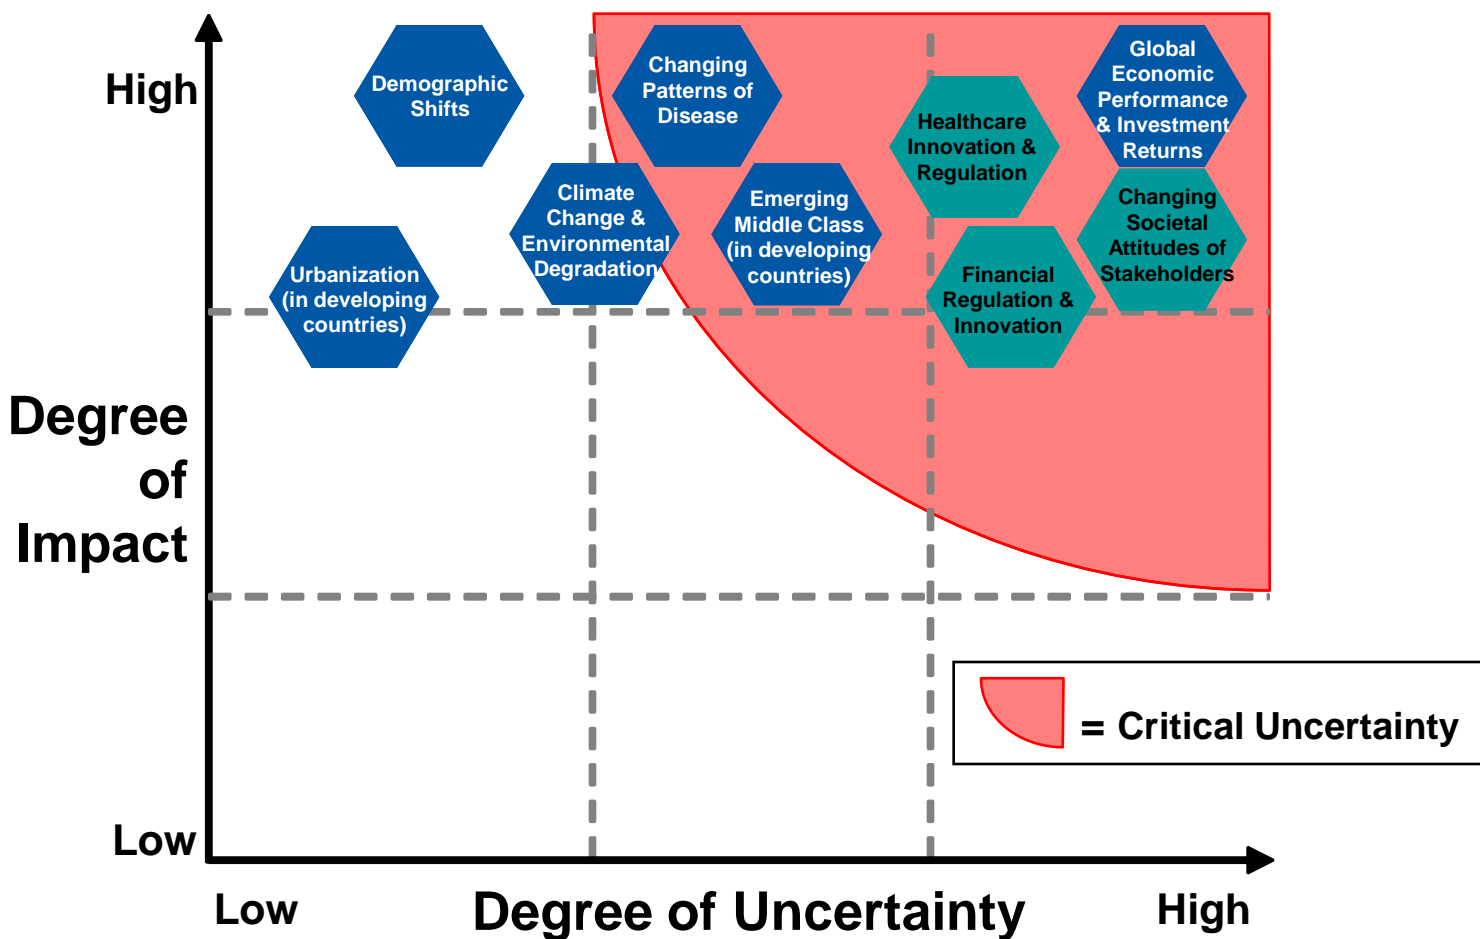 High
Demographic
Shifts
Changing
Patterns of
Disease
Global
Economic
Performance
& Investment
Returns
Healthcare
Innovation &
Regulation
Climate
Change &
Environmental
Degradation
Emerging
Middle Class
(in developing
countries)
Changing
Societal
Attitudes of
Stakeholders
Urbanization
(in developing
countries)
Financial
Regulation &
Innovation
Degree
of
Impact
= Critical Uncertainty
Low
Low
Degree of Uncertainty
High